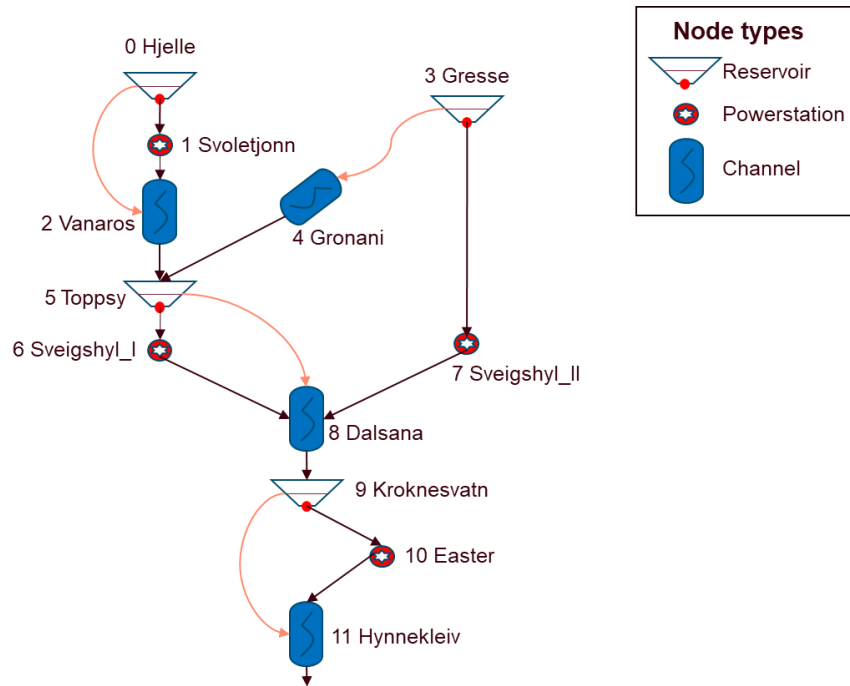 0 Hjelle
3 Gresse
Node types
Reservoir
Powerstation
Channel
1 Svoletjonn
2 Vanaros
4 Gronani
5 Toppsy
6 Sveigshyl_I
7 Sveigshyl_II
8 Dalsana
9 Kroknesvatn
10 Easter
11 Hynnekleiv